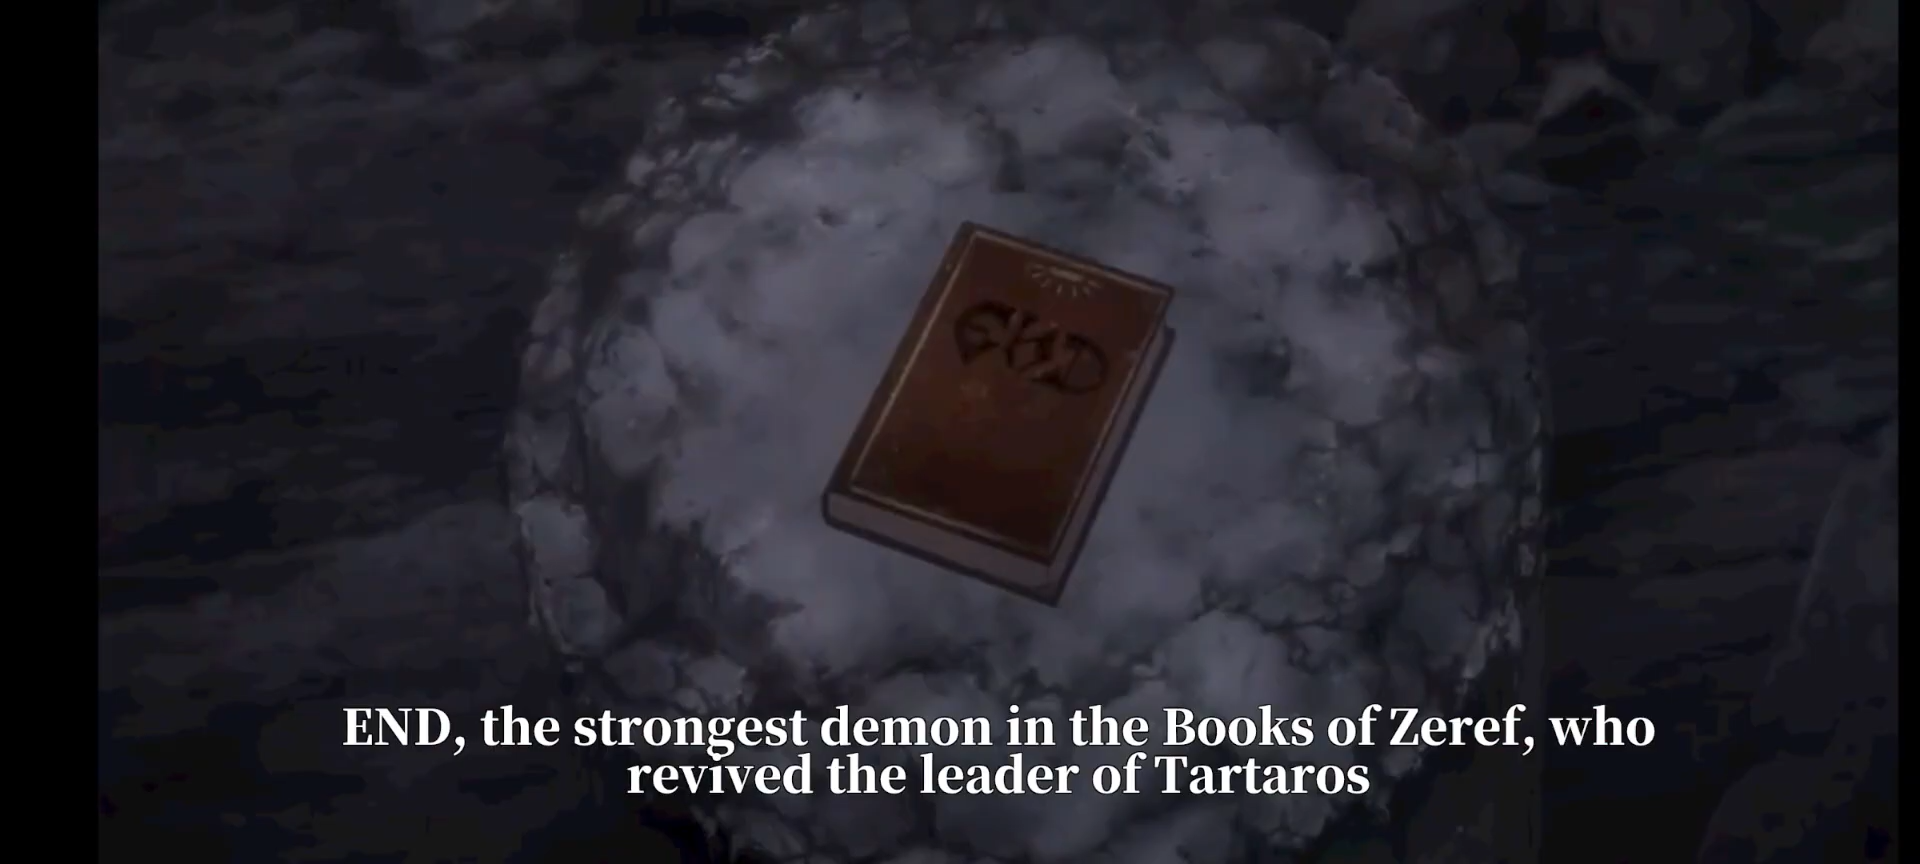 END
END, the strongest demon in the Books of Zeref, who
revived the leader of Tartaros